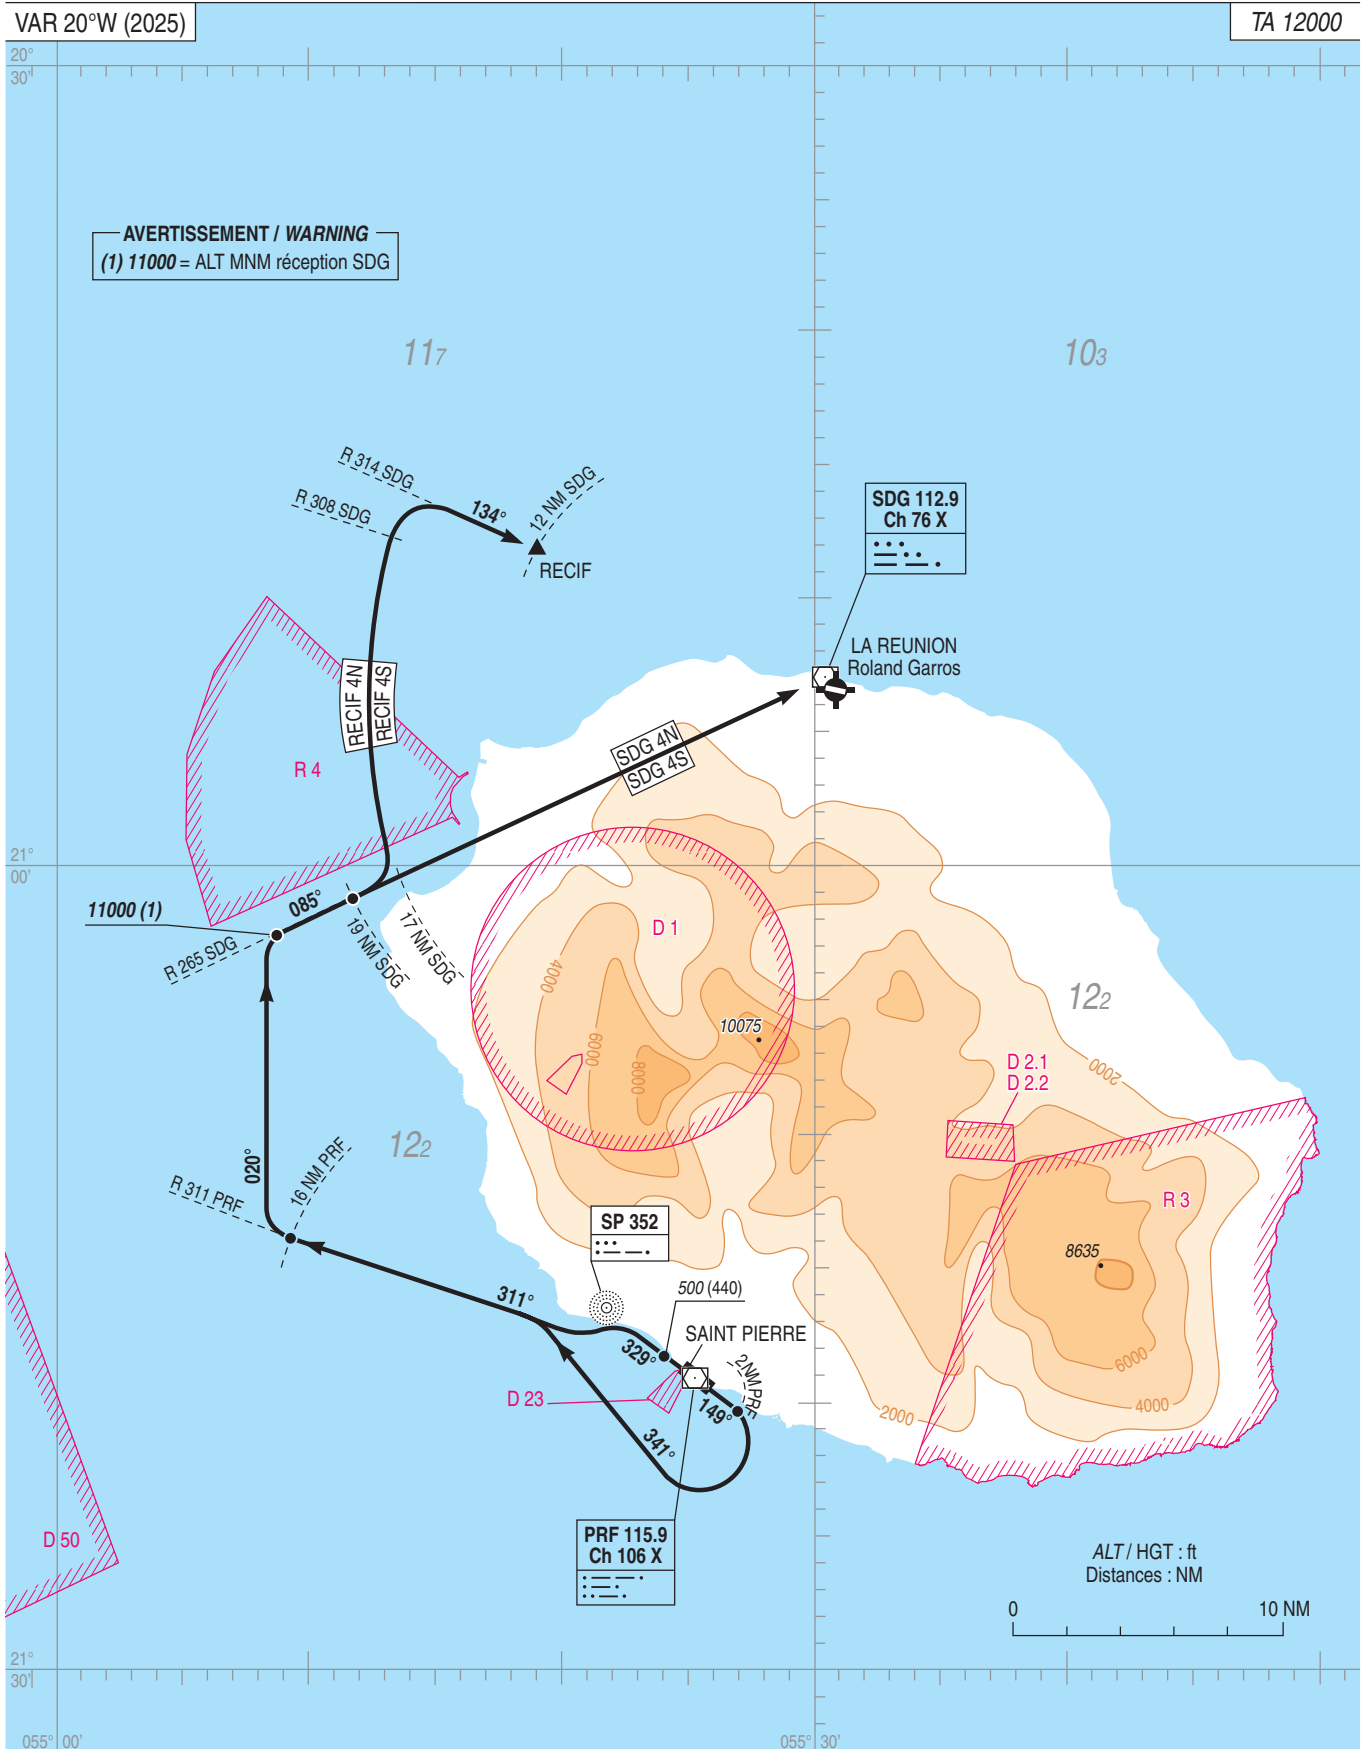 VAR 20°W (2025)
TA 12000
20°
30'
AVERTISSEMENT / WARNING
(1) 11000 = ALT MNM réception SDG
117
103
R 314 SDG
R 308 SDG
134°
12 NM SDG
RECIF
SDG 112.9
Ch 76 X
LA REUNION
Roland Garros
RECIF 4N
RECIF 4S
R 4
SDG 4N
SDG 4S
21°
00'
11000 (1)
085°
R 265 SDG
19 NM SDG
17 NM SDG
D 1
4000
6000
8000
10075
122
D 2.1
D 2.2
2000
122
020°
R 311 PRF
16 NM PRF
R 3
8635
SP 352
311°
500 (440)
SAINT PIERRE
329°
2 NM PRF
D 23
149°
341°
6000
4000
2000
D 50
PRF 115.9
Ch 106 X
ALT / HGT : ft
Distances : NM
0
10 NM
21°
30'
055° 00'
055° 30'